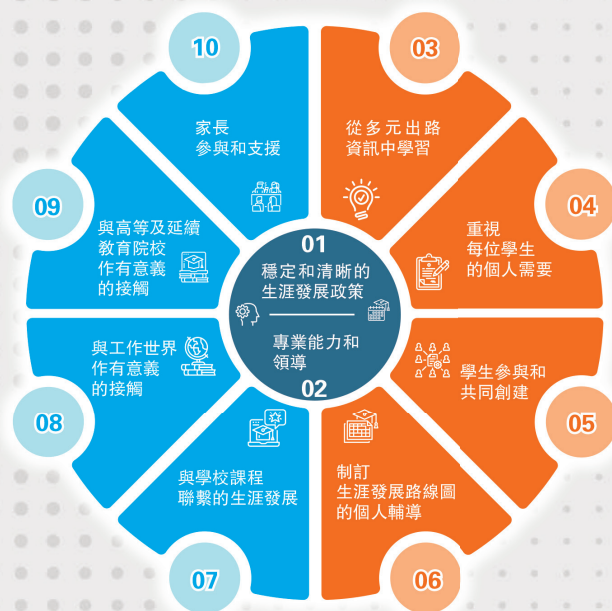 01
穩定和清晰的
生涯發展政策
專業能力和
領導
02
03
從多元出路
資訊中學習
04
重視
每位學生
的個人需要
05
學生參與和
共同創建
06
制訂
生涯發展路線圖
的個人輔導
07
與學校課程
聯繫的生涯發展
08
與工作世界
作有意義
的接觸
09
與高等及延續
教育院校
作有意義
的接觸
10
家長
參與和支援